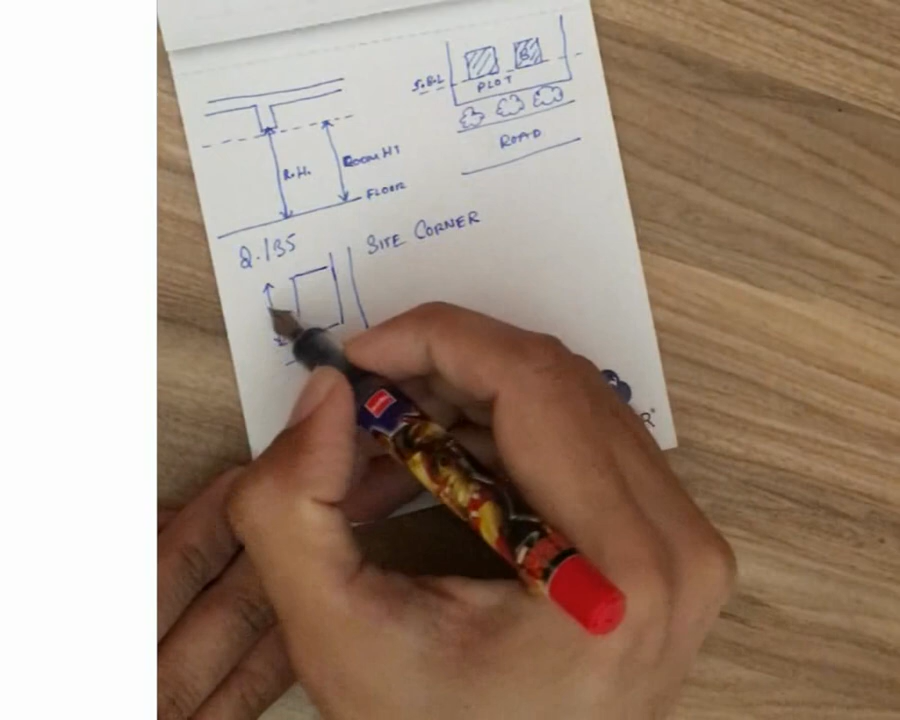 S.B.L
B
PLOT
ROAD
R.H.
ROOM HT
FLOOR
Q.135
SITE CORNER